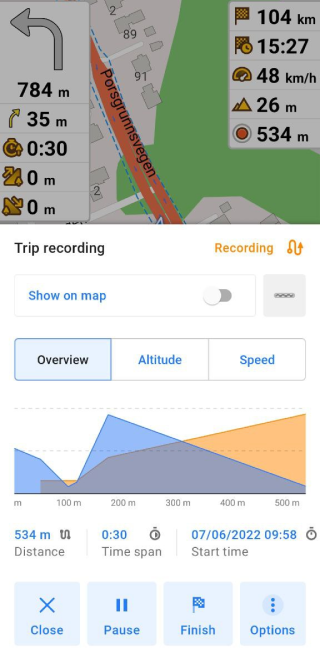 784 m
35 m
0:30
0 m
0 m
2
89
91
2
Porsgrunnsvegen
104 km
15:27
48 km/h
26 m
534 m
Trip recording
Recording
Show on map
Overview
Altitude
Speed
m 100 m 200 m 300 m 400 m 500 m
534 m
Distance
0:30
Time span
07/06/2022 09:58
Start time
Close
Pause
Finish
Options